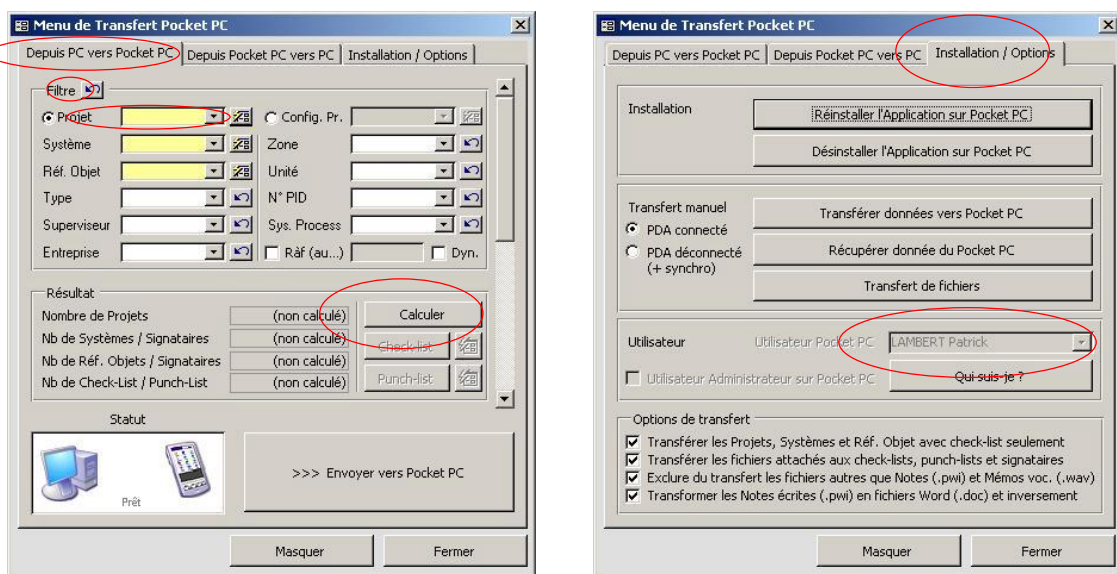 Menu de Transfert Pocket PC
Depuis PC vers Pocket PC Depuis Pocket PC vers PC Installation / Options
Filtre
Projet Config. Pr.
Système Zone
Réf. Objet Unité
Type N° PID
Superviseur Sys. Process
Entreprise Ràf (au...) Dyn.
Résultat
Nombre de Projets (non calculé) Calculer
Nb de Systèmes / Signataires (non calculé) Check-list
Nb de Réf. Objets / Signataires (non calculé)
Nb de Check-List / Punch-List (non calculé) Punch-list
Statut
Prêt
>>> Envoyer vers Pocket PC
Masquer Fermer
Menu de Transfert Pocket PC
Depuis PC vers Pocket PC Depuis Pocket PC vers PC Installation / Options
Installation Réinstaller l'Application sur Pocket PC
Désinstaller l'Application sur Pocket PC
Transfert manuel Transférer données vers Pocket PC
PDA connecté
PDA déconnecté Récupérer donnée du Pocket PC
(+ synchro)
Transfert de fichiers
Utilisateur Utilisateur Pocket PC LAMBERT Patrick
Utilisateur Administrateur sur Pocket PC Qui suis-je ?
Options de transfert
Transférer les Projets, Systèmes et Réf. Objet avec check-list seulement
Transférer les fichiers attachés aux check-lists, punch-lists et signataires
Exclure du transfert les fichiers autres que Notes (.pwi) et Mémos voc. (.wav)
Transformer les Notes écrites (.pwi) en fichiers Word (.doc) et inversement
Masquer Fermer